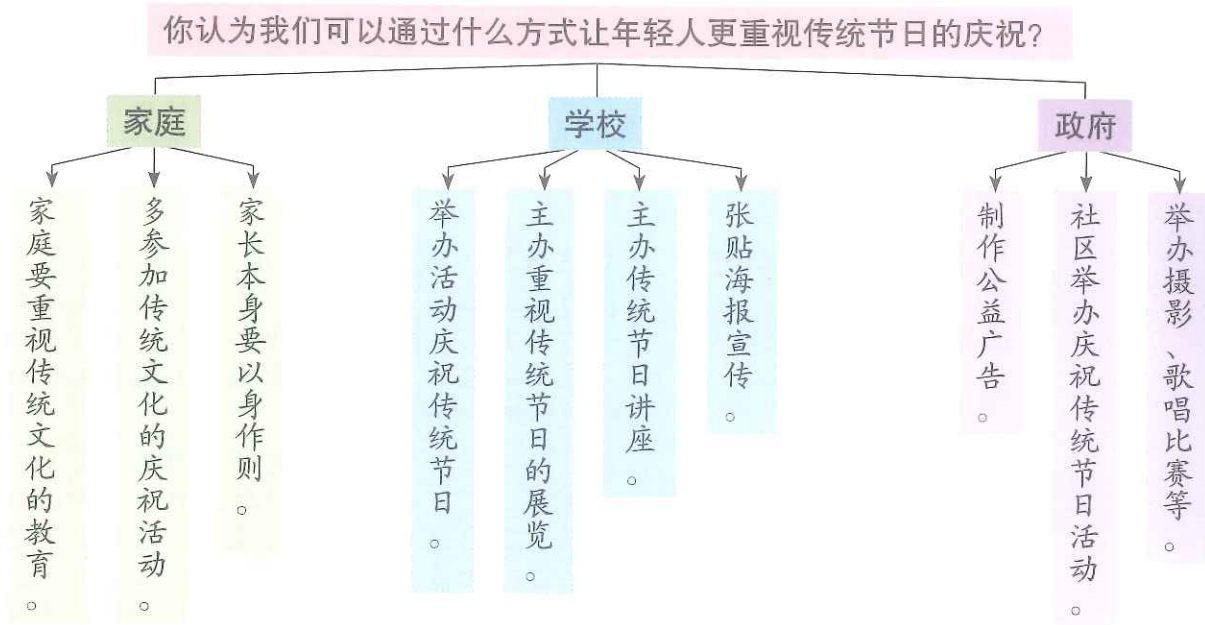 你认为我们可以通过什么方式让年轻人更重视传统节日的庆祝？
家庭
家庭要重视传统文化的教育。
多参加传统文化的庆祝活动。
家长本身要以身作则。
学校
举办活动庆祝传统节日。
主办重视传统节日的展览。
主办传统节日讲座。
张贴海报宣传。
政府
制作公益广告。
社区举办庆祝传统节日活动。
举办摄影、歌唱比赛等。